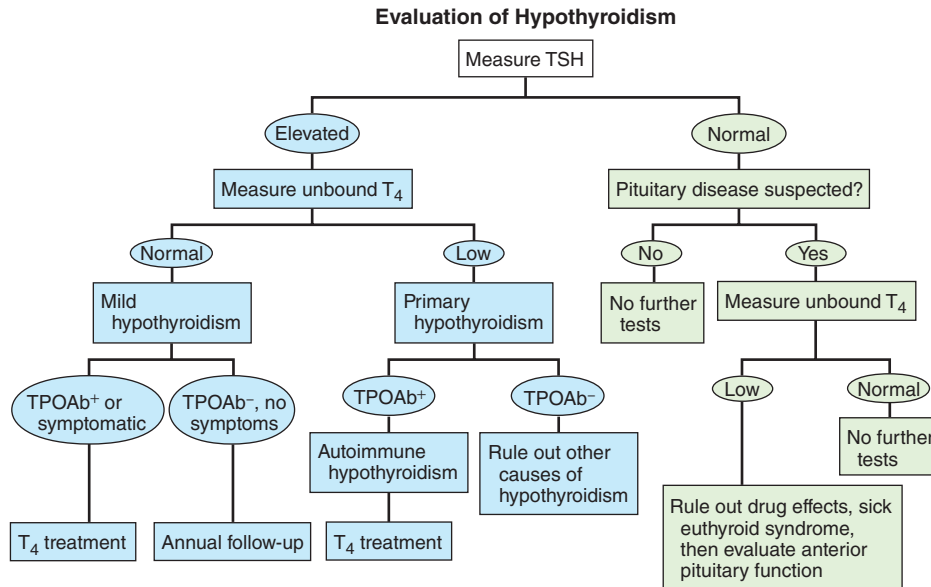 Evaluation of Hypothyroidism
Measure TSH
Elevated
Normal
Measure unbound T₄
Pituitary disease suspected?
Normal
Low
No
Yes
Mild
hypothyroidism
Primary
hypothyroidism
No further
tests
Measure unbound T₄
TPOAb⁺ or
symptomatic
TPOAb⁻, no
symptoms
TPOAb⁺
TPOAb⁻
Low
Normal
Autoimmune
hypothyroidism
Rule out other
causes of
hypothyroidism
No further
tests
T₄ treatment
Annual follow-up
T₄ treatment
Rule out drug effects, sick
euthyroid syndrome,
then evaluate anterior
pituitary function